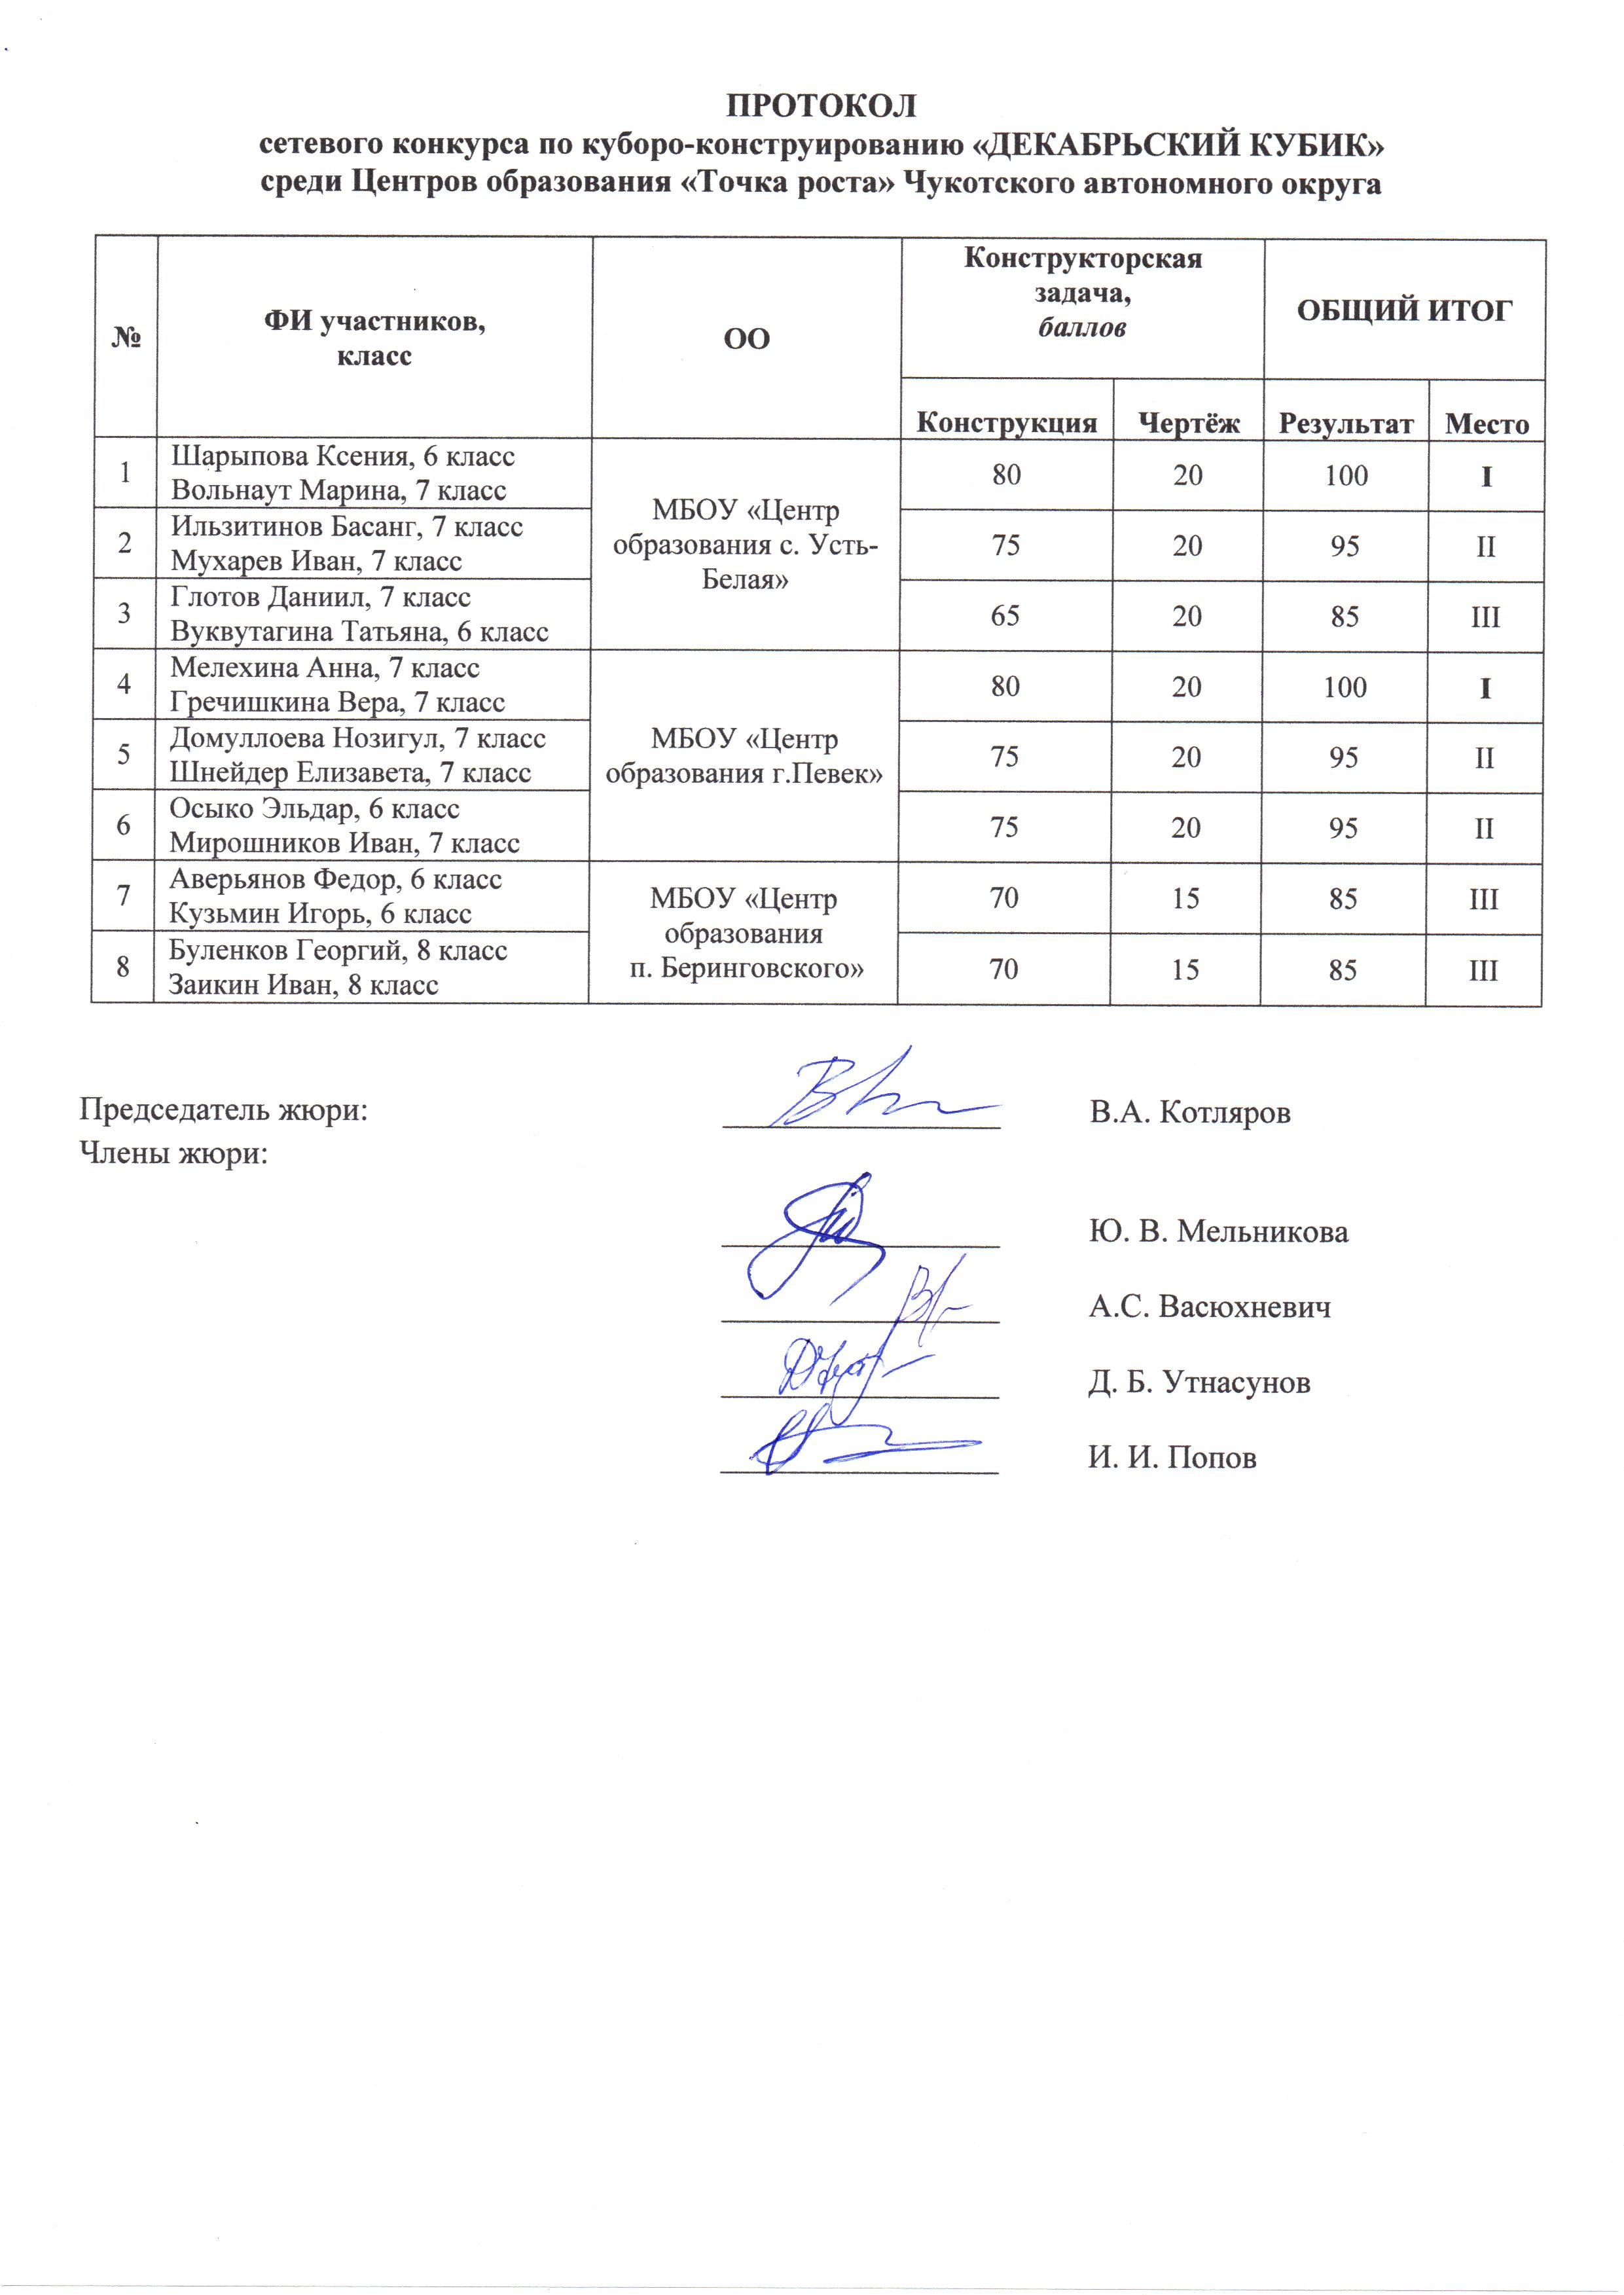 ПРОТОКОЛ
сетевого конкурса по куборо-конструированию «ДЕКАБРЬСКИЙ КУБИК»
среди Центров образования «Точка роста» Чукотского автономного округа
№
ФИ участников,
класс
ОО
Конструкторская
задача,
баллов
ОБЩИЙ ИТОГ
Конструкция Чертёж Результат Место
1
Шарыпова Ксения, 6 класс
Вольнаут Марина, 7 класс
МБОУ «Центр
образования с. Усть-
Белая»
80 20 100 I
2
Ильзитинов Басанг, 7 класс
Мухарев Иван, 7 класс
75 20 95 II
3
Глотов Даниил, 7 класс
Вуквутагина Татьяна, 6 класс
65 20 85 III
4
Мелехина Анна, 7 класс
Гречишкина Вера, 7 класс
МБОУ «Центр
образования г.Певек»
80 20 100 I
5
Домуллоева Нозигул, 7 класс
Шнейдер Елизавета, 7 класс
75 20 95 II
6
Осыко Эльдар, 6 класс
Мирошников Иван, 7 класс
75 20 95 II
7
Аверьянов Федор, 6 класс
Кузьмин Игорь, 6 класс
МБОУ «Центр
образования
п. Беринговского»
70 15 85 III
8
Буленков Георгий, 8 класс
Заикин Иван, 8 класс
70 15 85 III
Председатель жюри: В.А. Котляров
Члены жюри:
Ю. В. Мельникова
А.С. Васюхневич
Д. Б. Утнасунов
И. И. Попов